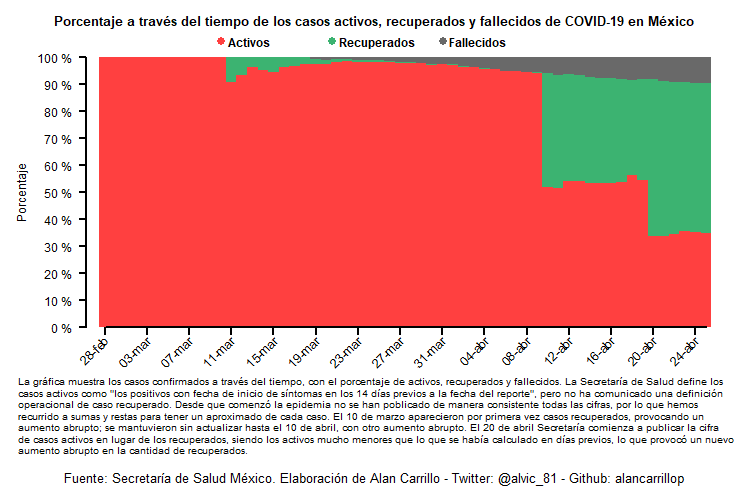 Porcentaje a través del tiempo de los casos activos, recuperados y fallecidos de COVID-19 en México
Activos Recuperados Fallecidos
Porcentaje
100 %
90 %
80 %
70 %
60 %
50 %
40 %
30 %
20 %
10 %
0 %
28-feb 03-mar 07-mar 11-mar 15-mar 19-mar 23-mar 27-mar 31-mar 04-abr 08-abr 12-abr 16-abr 20-abr 24-abr
La gráfica muestra los casos confirmados a través del tiempo, con el porcentaje de activos, recuperados y fallecidos. La Secretaría de Salud define los
casos activos como "los positivos con fecha de inicio de síntomas en los 14 días previos a la fecha del reporte", pero no ha comunicado una definición
operacional de caso recuperado. Desde que comenzó la epidemia no se han poblicado de manera consistente todas las cifras, por lo que hemos
recurrido a sumas y restas para tener un aproximado de cada caso. El 10 de marzo aparecieron por primera vez casos recuperados, provocando un
aumento abrupto; se mantuvieron sin actualizar hasta el 10 de abril, con otro aumento abrupto. El 20 de abril Secretaría comienza a publicar la cifra
de casos activos en lugar de los recuperados, siendo los activos mucho menores que lo que se había calculado en días previos, lo que provocó un nuevo
aumento abrupto en la cantidad de recuperados.
Fuente: Secretaría de Salud México. Elaboración de Alan Carrillo - Twitter: @alvic_81 - Github: alancarrillop